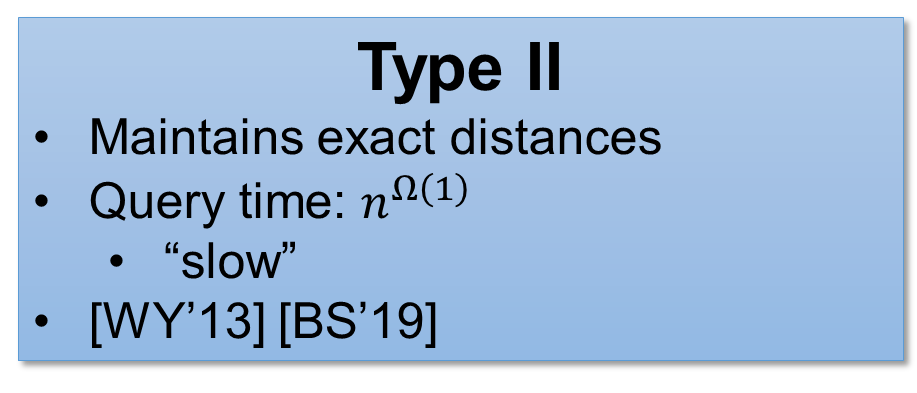 Type II
• Maintains exact distances
• Query time: n^Ω(1)
• “slow”
• [WY’13] [BS’19]